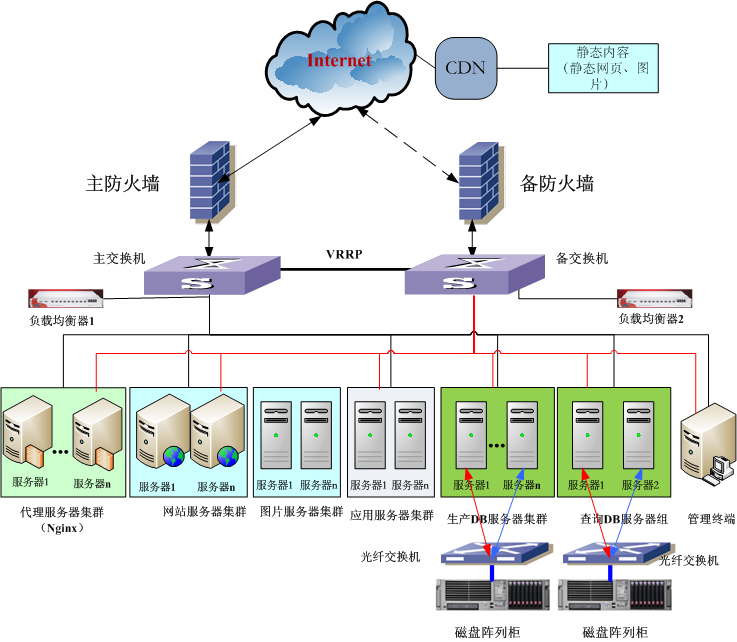 Internet
CDN
静态内容
（静态网页、图
片）
主防火墙
备防火墙
主交换机
VRRP
备交换机
负载均衡器1
负载均衡器2
服务器1
服务器n
服务器1
服务器n
服务器1
服务器n
服务器1
服务器n
服务器1
服务器n
服务器1
服务器2
代理服务器集群
（Nginx）
网站服务器集群
图片服务器集群
应用服务器集群
生产DB服务器集群
查询DB服务器组
管理终端
光纤交换机
光纤交换机
磁盘阵列柜
磁盘阵列柜